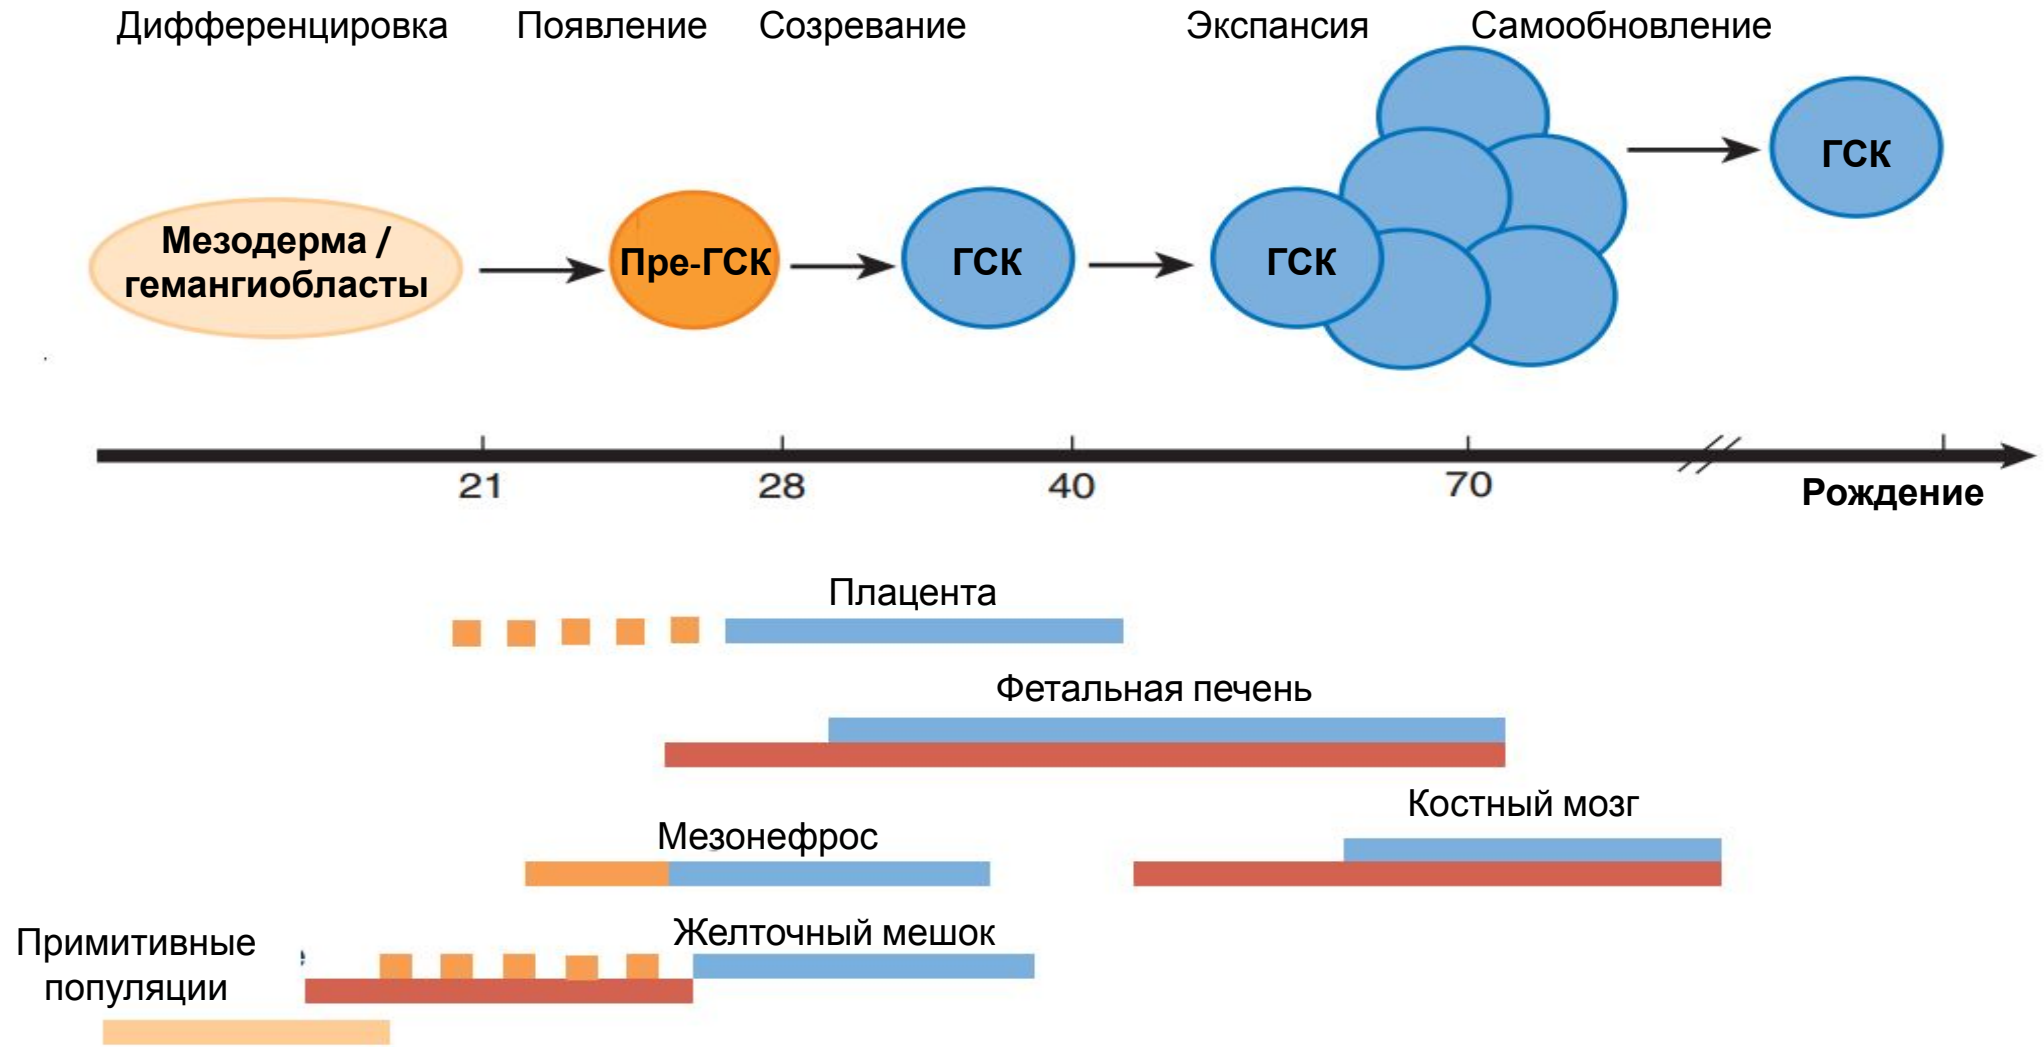 Дифференцировка
Появление
Созревание
Экспансия
Самообновление
Мезодерма /
гемангиобласты
Пре-ГСК
ГСК
ГСК
ГСК
21
28
40
70
Рождение
Плацента
Фетальная печень
Костный мозг
Мезонефрос
Желточный мешок
Примитивные
популяции